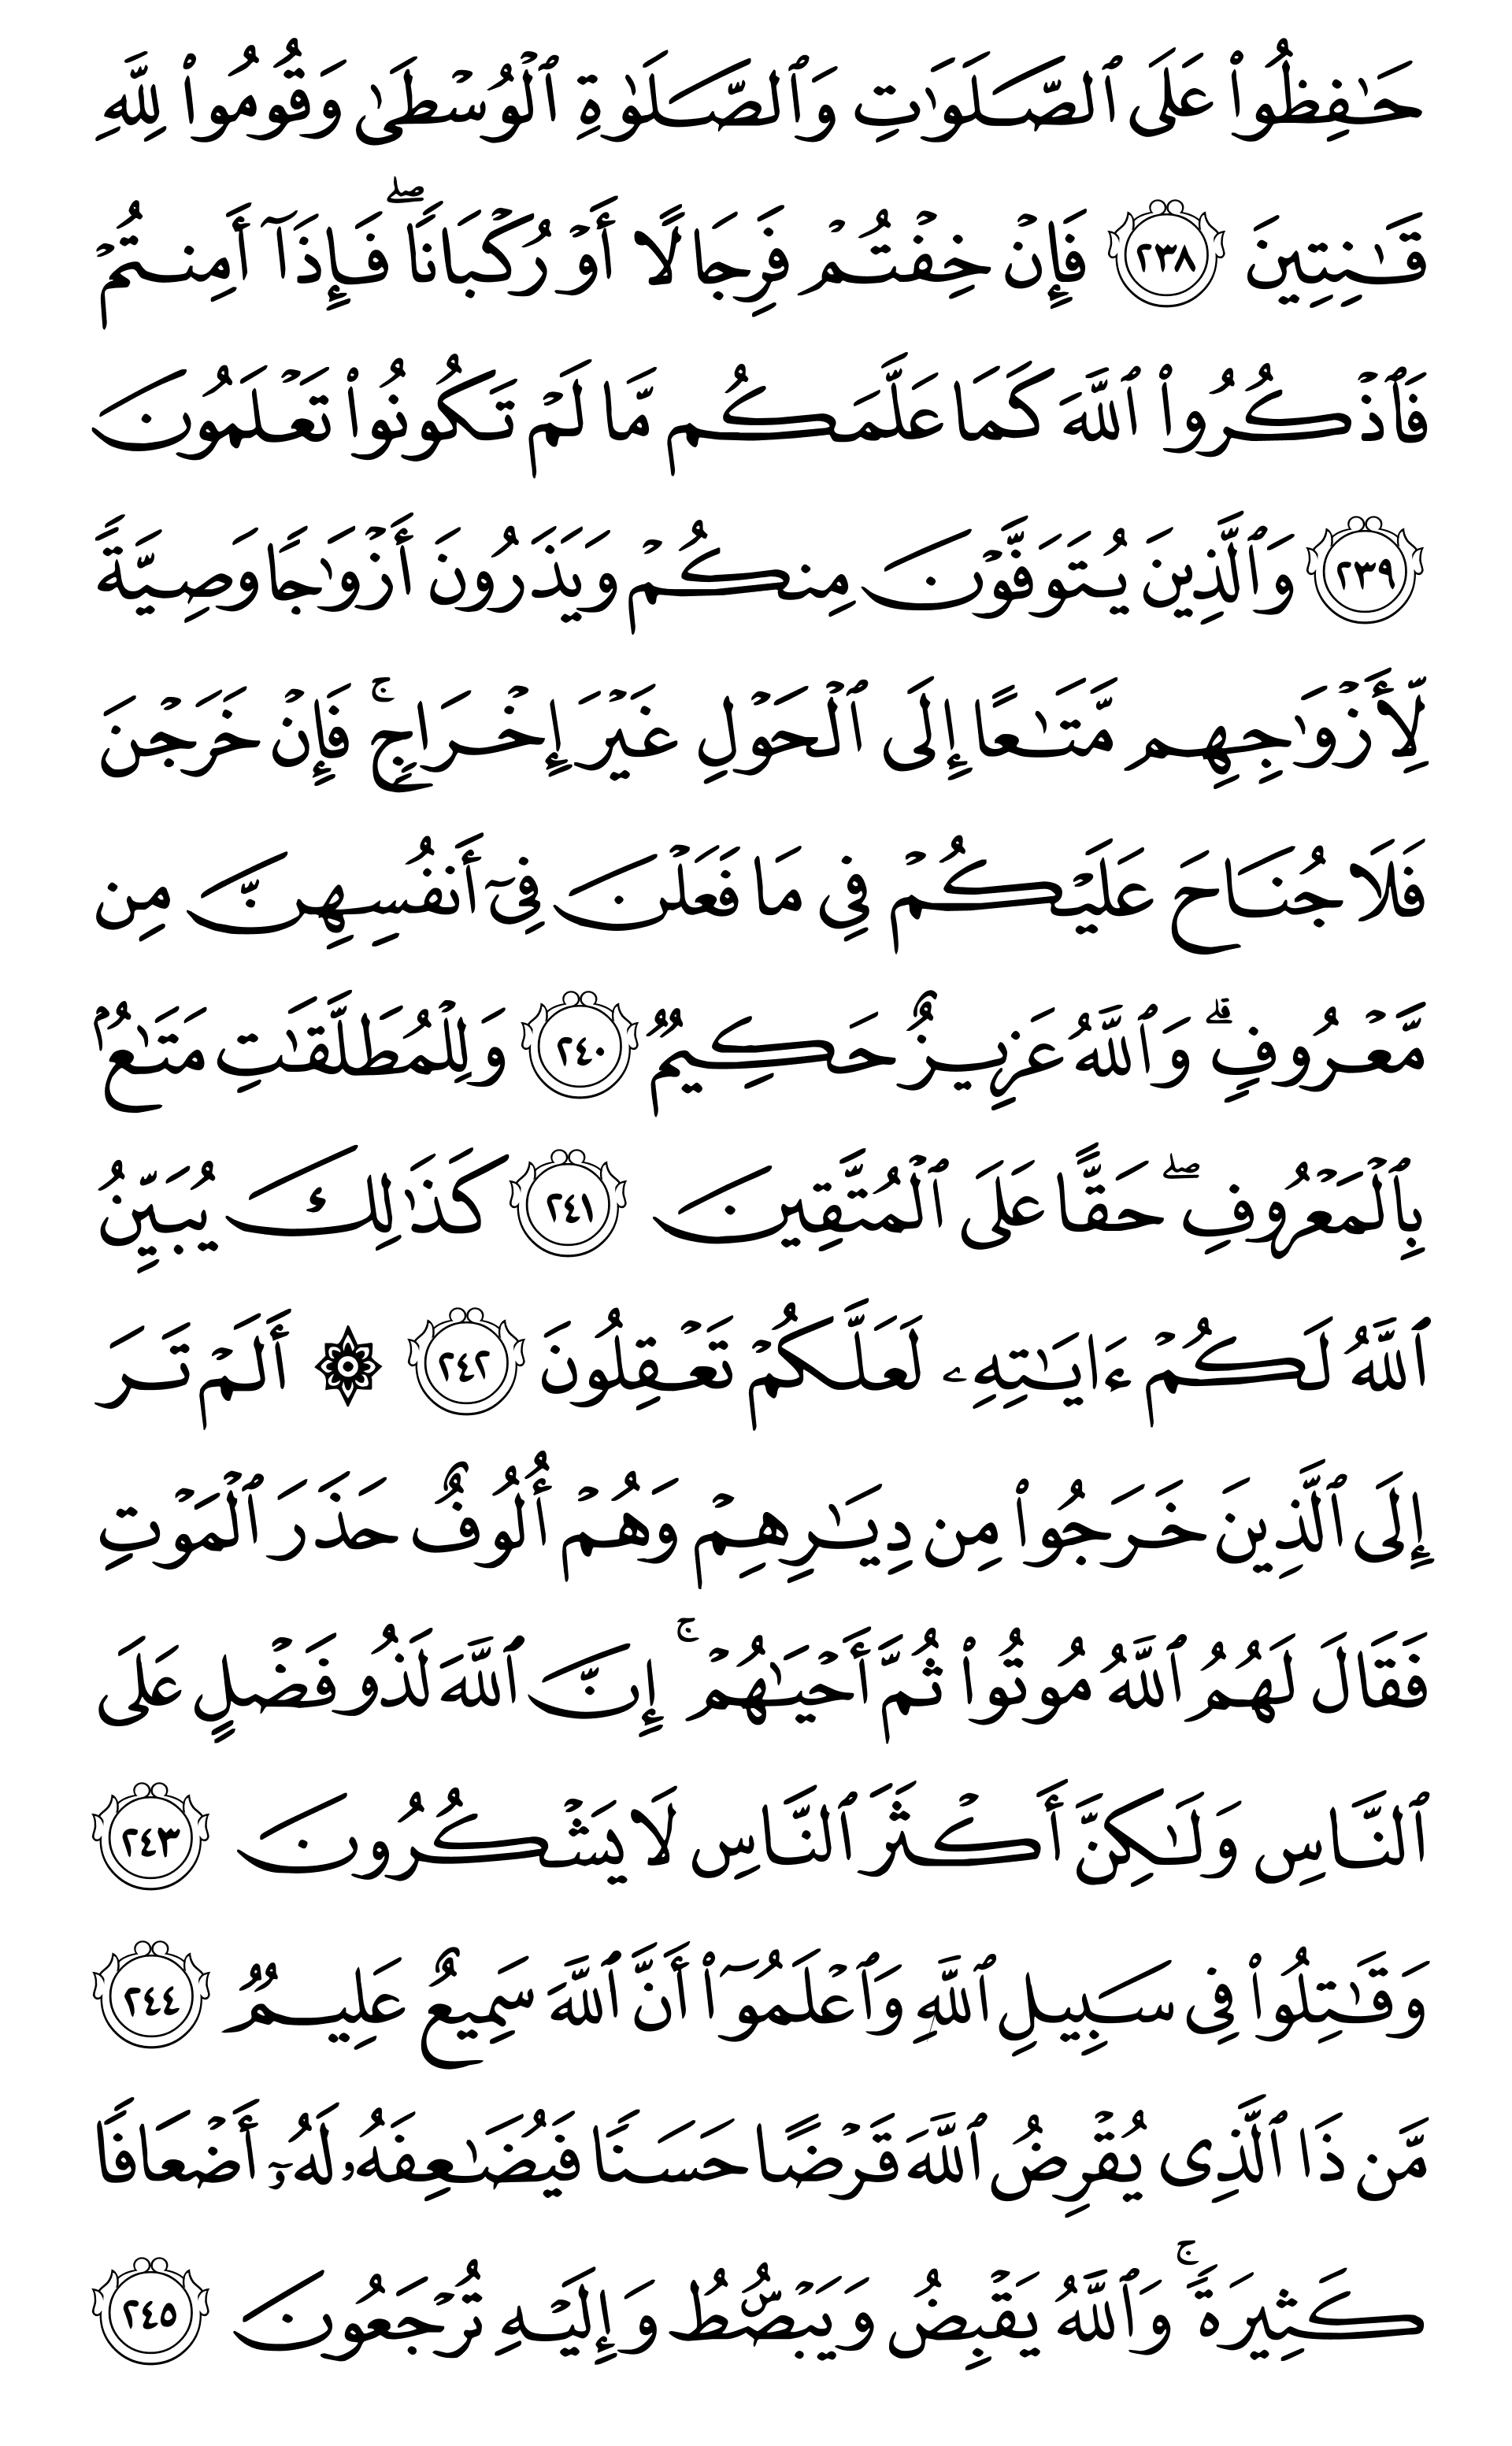 حَـٰفِظُوا۟ عَلَى ٱلصَّلَوَٰتِ وَٱلصَّلَوٰةِ ٱلْوُسْطَىٰ وَقُومُوا۟ لِلَّهِ
قَـٰنِتِينَ ٢٣٨ فَإِنْ خِفْتُمْ فَرِجَالًا أَوْ رُكْبَانًا ۖ فَإِذَآ أَمِنتُمْ
فَٱذْكُرُوا۟ ٱللَّهَ كَمَا عَلَّمَكُم مَّا لَمْ تَكُونُوا۟ تَعْلَمُونَ
٢٣٩ وَٱلَّذِينَ يُتَوَفَّوْنَ مِنكُمْ وَيَذَرُونَ أَزْوَٰجًا وَصِيَّةً
لِّأَزْوَٰجِهِم مَّتَـٰعًا إِلَى ٱلْحَوْلِ غَيْرَ إِخْرَاجٍ ۚ فَإِنْ خَرَجْنَ
فَلَا جُنَاحَ عَلَيْكُمْ فِى مَا فَعَلْنَ فِىٓ أَنفُسِهِنَّ مِن
مَّعْرُوفٍ ۗ وَٱللَّهُ عَزِيزٌ حَكِيمٌ ٢٤٠ وَلِلْمُطَلَّقَـٰتِ مَتَـٰعٌۢ
بِٱلْمَعْرُوفِ ۖ حَقًّا عَلَى ٱلْمُتَّقِينَ ٢٤١ كَذَٰلِكَ يُبَيِّنُ
ٱللَّهُ لَكُمْ ءَايَـٰتِهِۦ لَعَلَّكُمْ تَعْقِلُونَ ٢٤٢ ۞ أَلَمْ تَرَ
إِلَى ٱلَّذِينَ خَرَجُوا۟ مِن دِيَـٰرِهِمْ وَهُمْ أُلُوفٌ حَذَرَ ٱلْمَوْتِ
فَقَالَ لَهُمُ ٱللَّهُ مُوتُوا۟ ثُمَّ أَحْيَـٰهُمْ ۚ إِنَّ ٱللَّهَ لَذُو فَضْلٍ عَلَى
ٱلنَّاسِ وَلَـٰكِنَّ أَكْثَرَ ٱلنَّاسِ لَا يَشْكُرُونَ ٢٤٣
وَقَـٰتِلُوا۟ فِى سَبِيلِ ٱللَّهِ وَٱعْلَمُوٓا۟ أَنَّ ٱللَّهَ سَمِيعٌ عَلِيمٌ ٢٤٤
مَّن ذَا ٱلَّذِى يُقْرِضُ ٱللَّهَ قَرْضًا حَسَنًا فَيُضَـٰعِفَهُۥ لَهُۥٓ أَضْعَافًا
كَثِيرَةً ۚ وَٱللَّهُ يَقْبِضُ وَيَبْصُۜطُ وَإِلَيْهِ تُرْجَعُونَ ٢٤٥